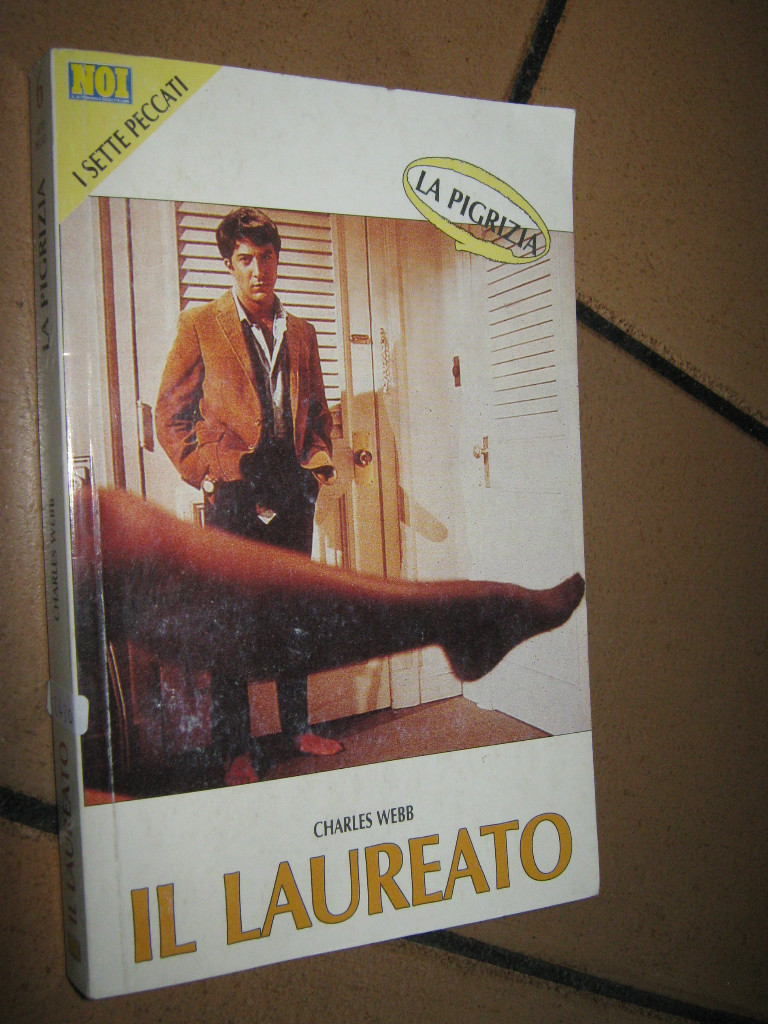 NOI
I SETTE PECCATI
LA PIGRIZIA
CHARLES WEBB
IL LAUREATO
LA PIGRIZIA
CHARLES WEBB
IL LAUREATO